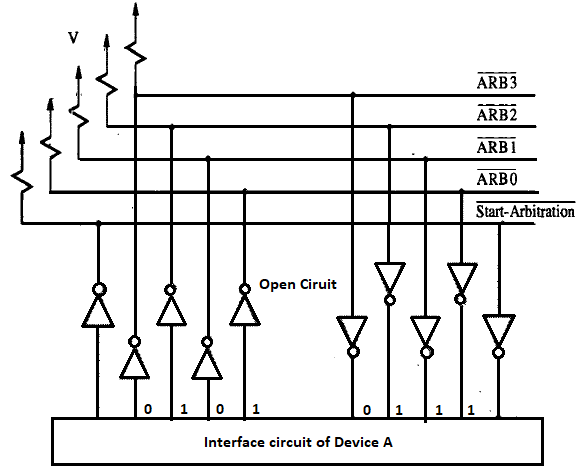 V
ARB3
ARB2
ARB1
ARB0
Start-Arbitration
Open Ciruit
0 1 0 1 0 1 1 1
Interface circuit of Device A